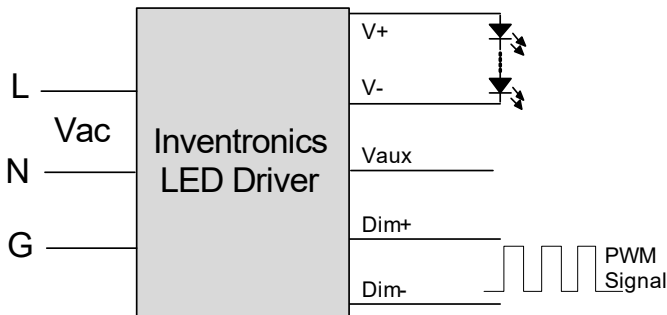 V+
L
V-
Vac
Inventronics
LED Driver
Vaux
N
Dim+
G
PWM
Signal
Dim-